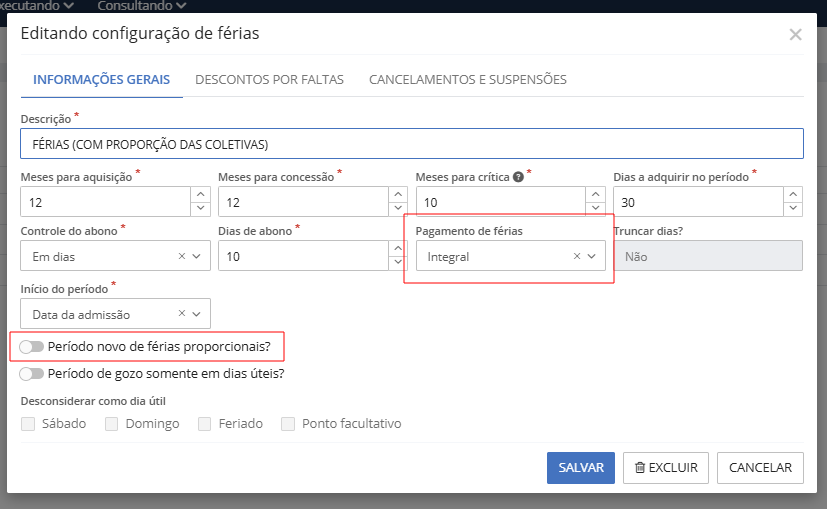 xecutando Consultando
Editando configuração de férias
INFORMAÇÕES GERAIS DESCONTOS POR FALTAS CANCELAMENTOS E SUSPENSÕES
Descrição *
FÉRIAS (COM PROPORÇÃO DAS COLETIVAS)
Meses para aquisição * Meses para concessão * Meses para crítica ? * Dias a adquirir no período *
12 12 10 30
Controle do abono * Dias de abono * Pagamento de férias Truncar dias?
Em dias 10 Integral Não
Início do período *
Data da admissão
Período novo de férias proporcionais?
Período de gozo somente em dias úteis?
Desconsiderar como dia útil
Sábado Domingo Feriado Ponto facultativo
SALVAR EXCLUIR CANCELAR